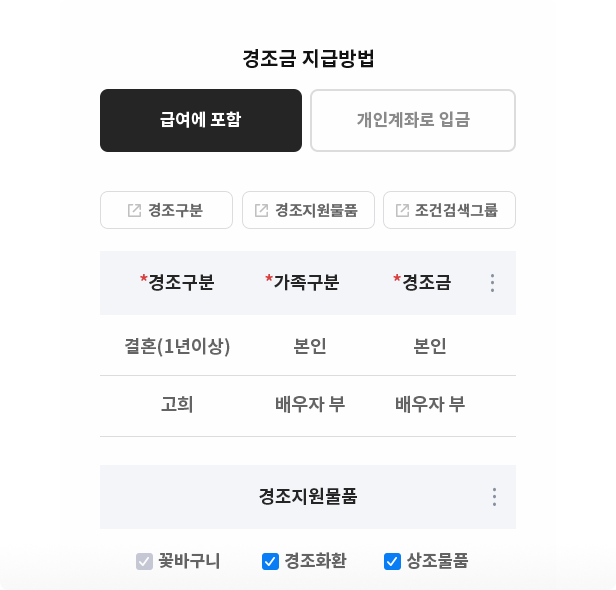 경조금 지급방법
급여에 포함 개인계좌로 입금
경조구분 경조지원물품 조건검색그룹
*경조구분 *가족구분 *경조금
결혼(1년이상) 본인 본인
고희 배우자 부 배우자 부
경조지원물품
꽃바구니 경조화환 상조물품